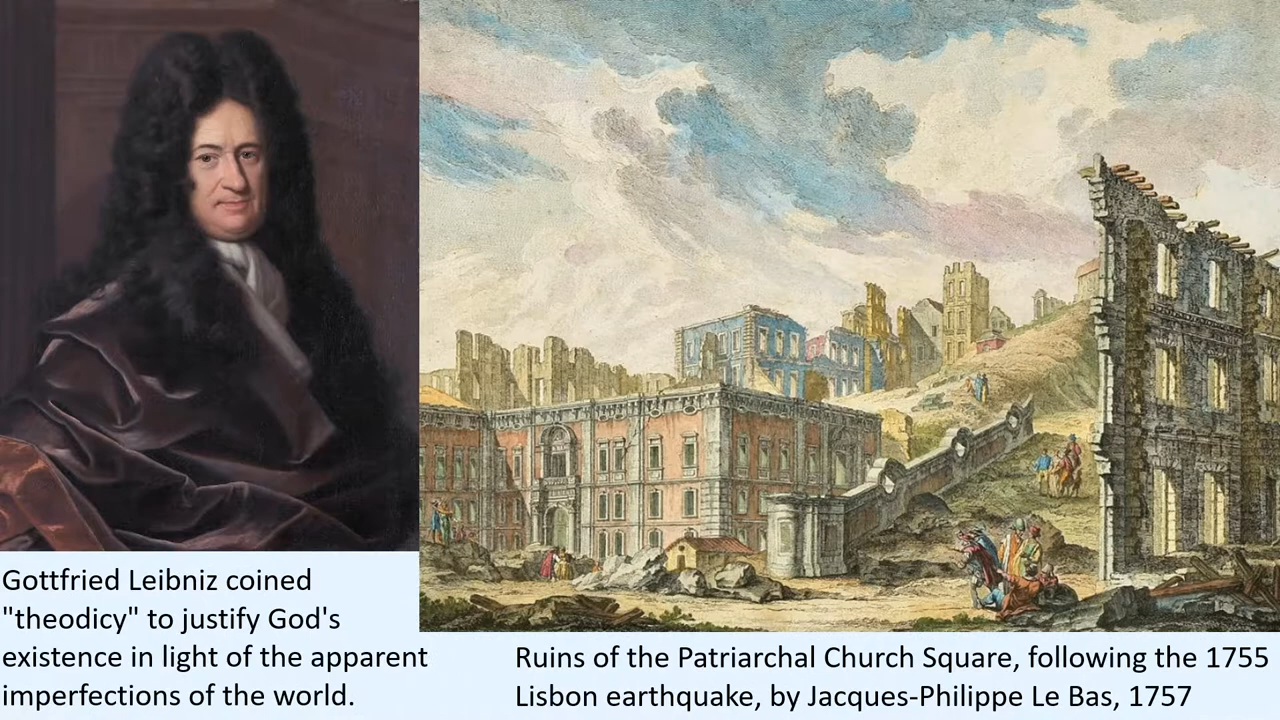 Gottfried Leibniz coined
"theodicy" to justify God's
existence in light of the apparent
imperfections of the world.
Ruins of the Patriarchal Church Square, following the 1755
Lisbon earthquake, by Jacques-Philippe Le Bas, 1757